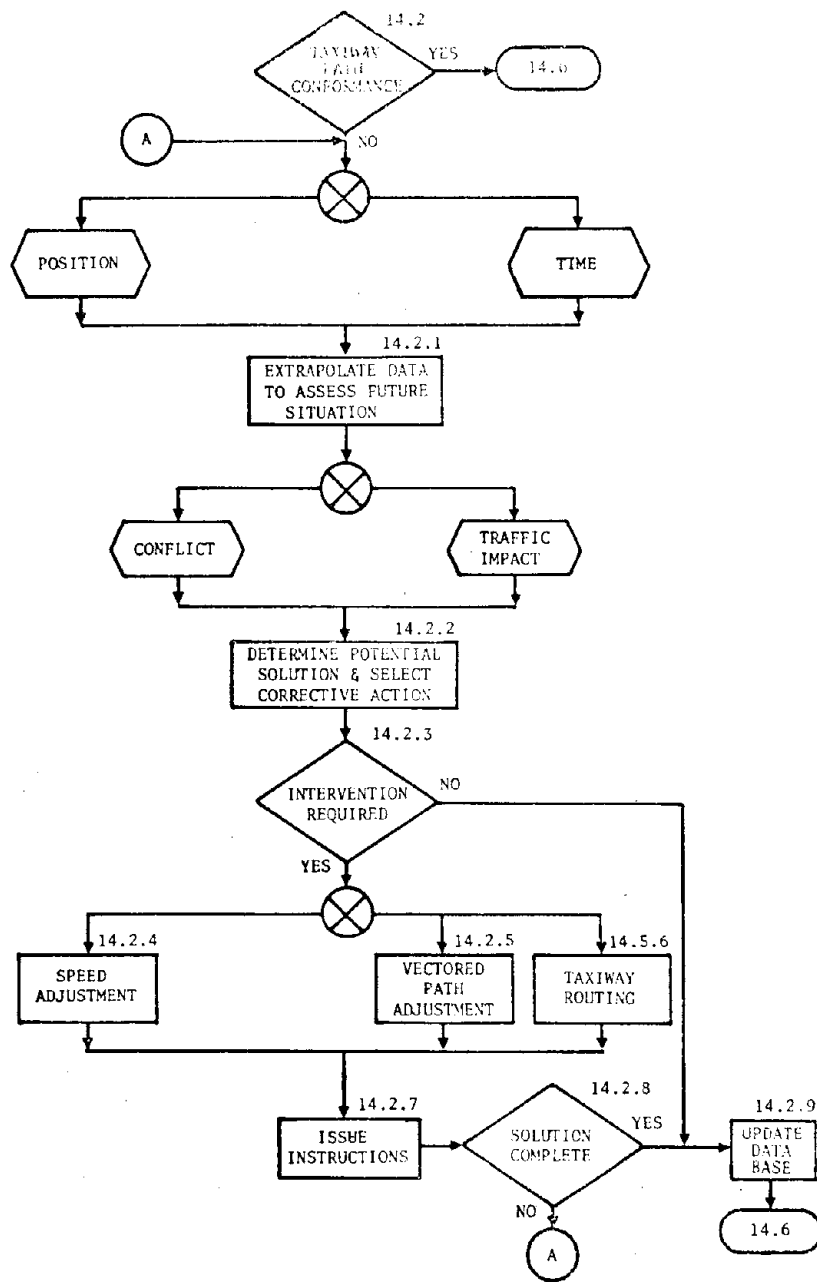 14.2
TAXIWAY
PATH
CONFORMANCE
YES
14.6
A
NO
POSITION
TIME
14.2.1
EXTRAPOLATE DATA
TO ASSESS FUTURE
SITUATION
CONFLICT
TRAFFIC
IMPACT
14.2.2
DETERMINE POTENTIAL
SOLUTION & SELECT
CORRECTIVE ACTION
14.2.3
INTERVENTION
REQUIRED
NO
YES
14.2.4
SPEED
ADJUSTMENT
14.2.5
VECTORED
PATH
ADJUSTMENT
14.5.6
TAXIWAY
ROUTING
14.2.7
ISSUE
INSTRUCTIONS
14.2.8
SOLUTION
COMPLETE
YES
NO
A
14.2.9
UPDATE
DATA
BASE
14.6